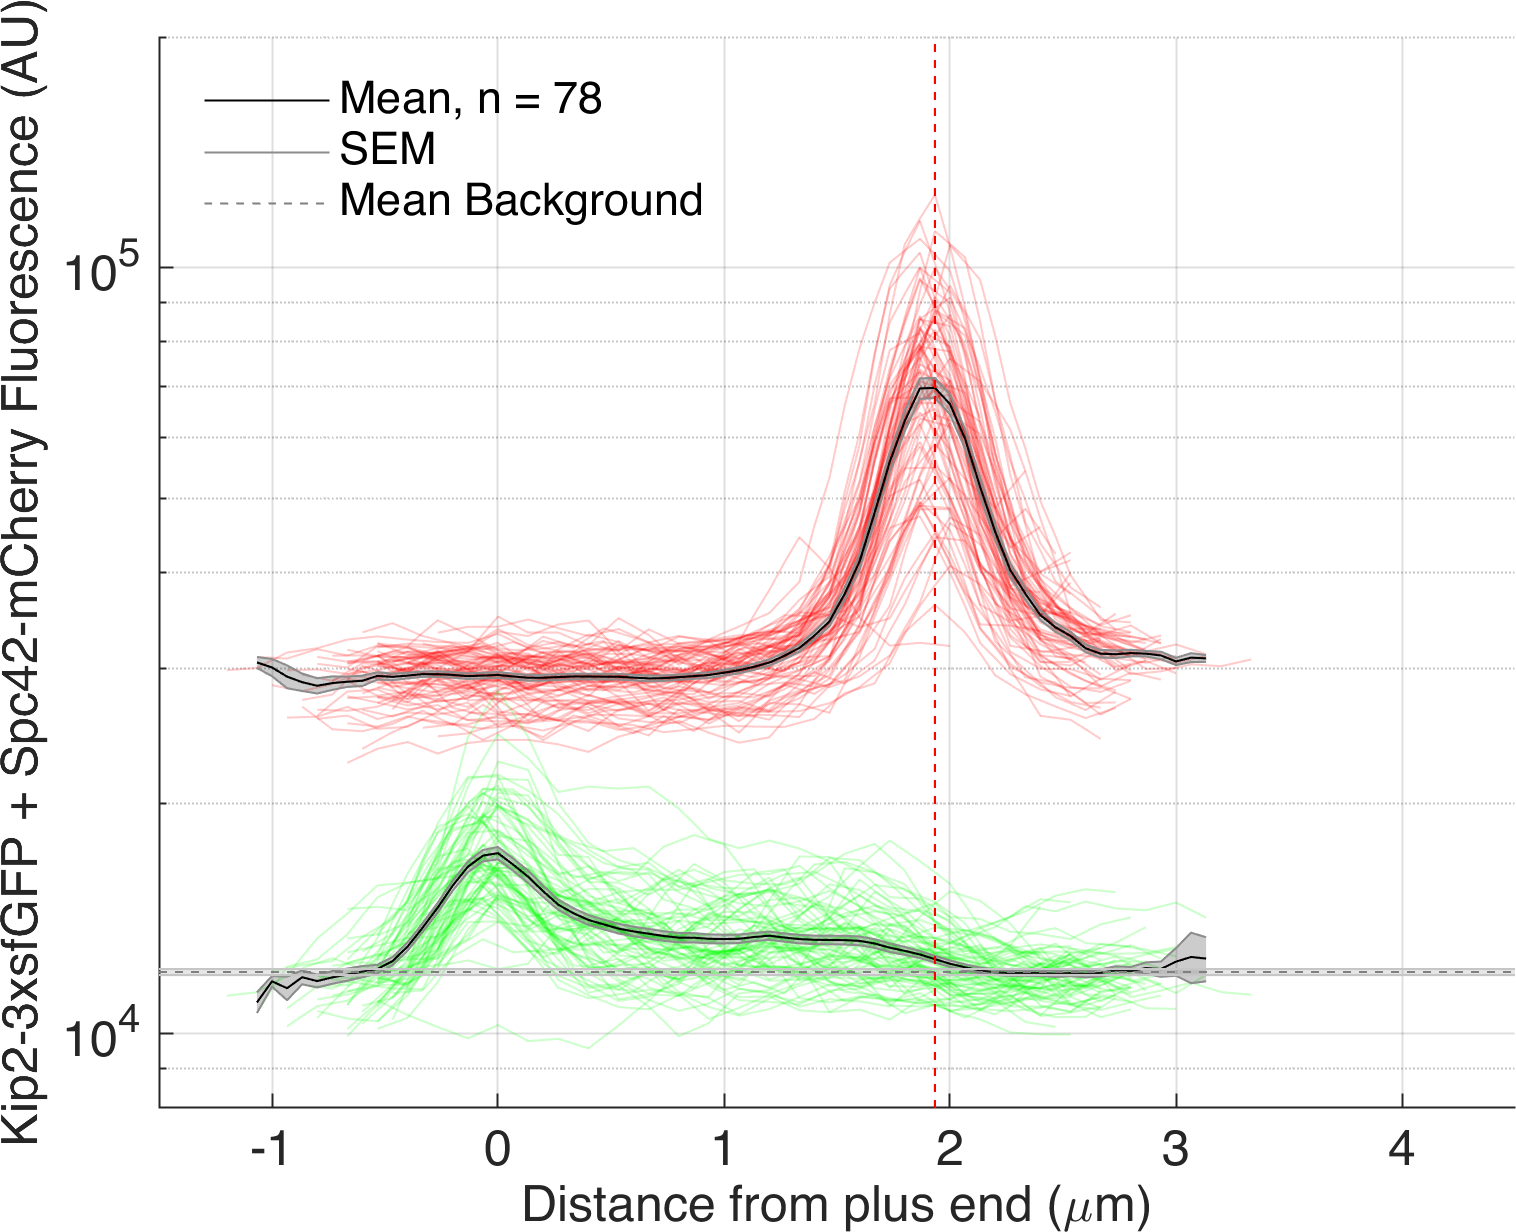 Kip2-3xsfGFP + Spc42-mCherry Fluorescence (AU)
Mean, n = 78
SEM
Mean Background
10^5
10^4
-1 0 1 2 3 4
Distance from plus end (μm)